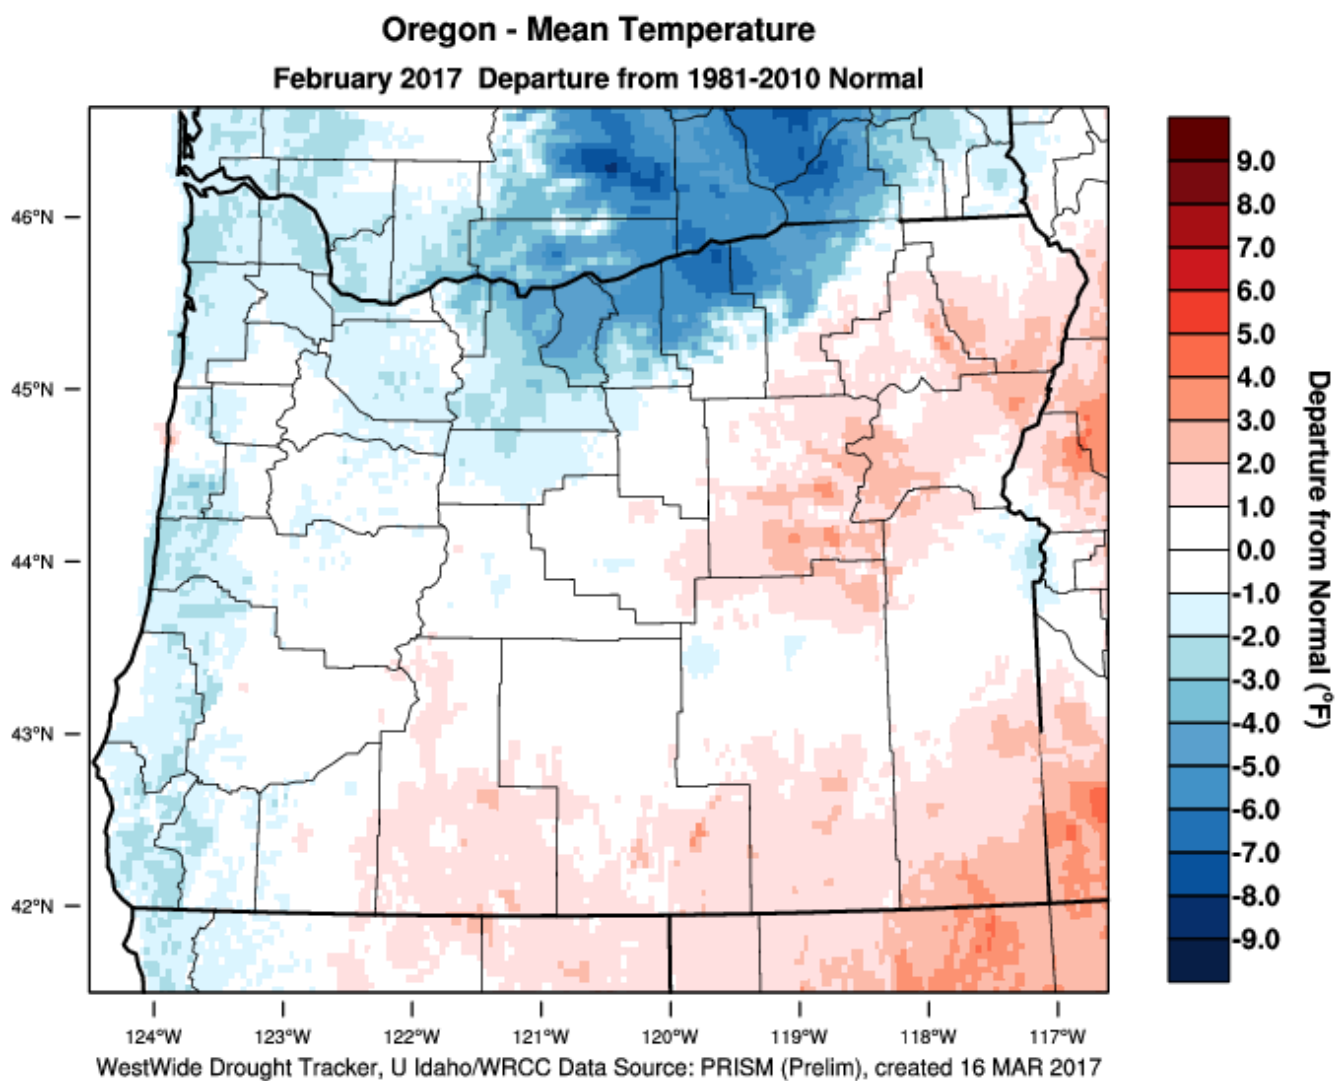 Oregon - Mean Temperature
February 2017 Departure from 1981-2010 Normal
46°N
45°N
44°N
43°N
42°N
124°W 123°W 122°W 121°W 120°W 119°W 118°W 117°W
9.0
8.0
7.0
6.0
5.0
4.0
3.0
2.0
1.0
0.0
-1.0
-2.0
-3.0
-4.0
-5.0
-6.0
-7.0
-8.0
-9.0
Departure from Normal (°F)
WestWide Drought Tracker, U Idaho/WRCC Data Source: PRISM (Prelim), created 16 MAR 2017